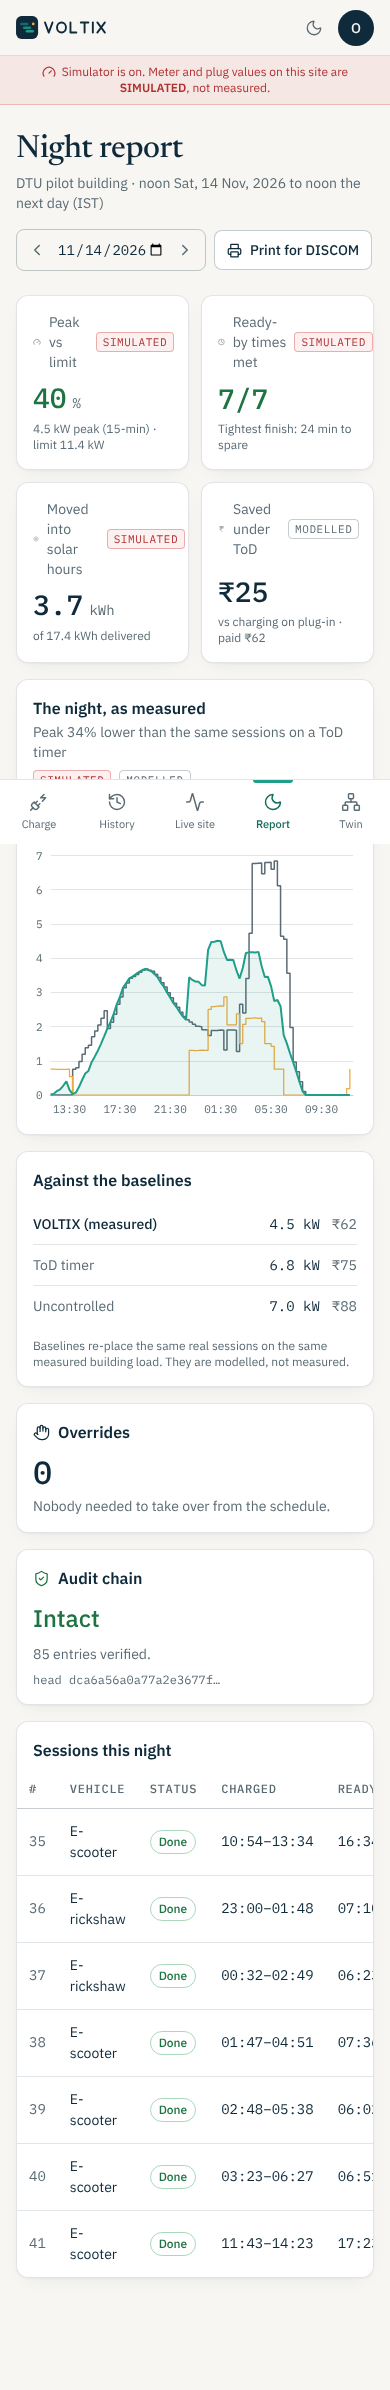 VOLTIX
O
Simulator is on. Meter and plug values on this site are
SIMULATED, not measured.
Night report
DTU pilot building · noon Sat, 14 Nov, 2026 to noon the
next day (IST)
11/14/2026
Print for DISCOM
Peak
vs
limit
SIMULATED
40 %
4.5 kW peak (15-min) ·
limit 11.4 kW
Ready-
by times
met
SIMULATED
7/7
Tightest finish: 24 min to
spare
Moved
into
solar
hours
SIMULATED
3.7 kWh
of 17.4 kWh delivered
Saved
under
ToD
MODELLED
₹25
vs charging on plug-in ·
paid ₹62
The night, as measured
Peak 34% lower than the same sessions on a ToD
timer
SIMULATED MODELLED
Charge History Live site Report Twin
7
6
5
4
3
2
1
0
13:30 17:30 21:30 01:30 05:30 09:30
Against the baselines
VOLTIX (measured) 4.5 kW ₹62
ToD timer 6.8 kW ₹75
Uncontrolled 7.0 kW ₹88
Baselines re-place the same real sessions on the same
measured building load. They are modelled, not measured.
Overrides
0
Nobody needed to take over from the schedule.
Audit chain
Intact
85 entries verified.
head dca6a56a0a77a2e3677f…
Sessions this night
# VEHICLE STATUS CHARGED READY
35 E-scooter Done 10:54–13:34 16:34
36 E-rickshaw Done 23:00–01:48
37 E-rickshaw Done 00:32–02:49
38 E-scooter Done 01:47–04:51
39 E-scooter Done 02:48–05:38
40 E-scooter Done 03:23–06:27
41 E-scooter Done 11:43–14:23